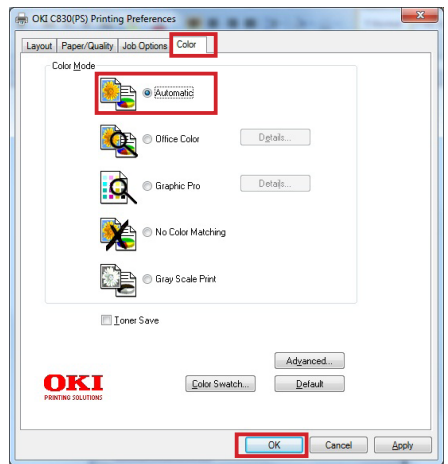 OKI C830(PS) Printing Preferences
Layout Paper/Quality Job Options Color
Color Mode
Automatic
Office Color Details...
Graphic Pro Details...
No Color Matching
Gray Scale Print
Toner Save
Advanced...
OKI
PRINTING SOLUTIONS
Color Swatch... Default
OK Cancel Apply